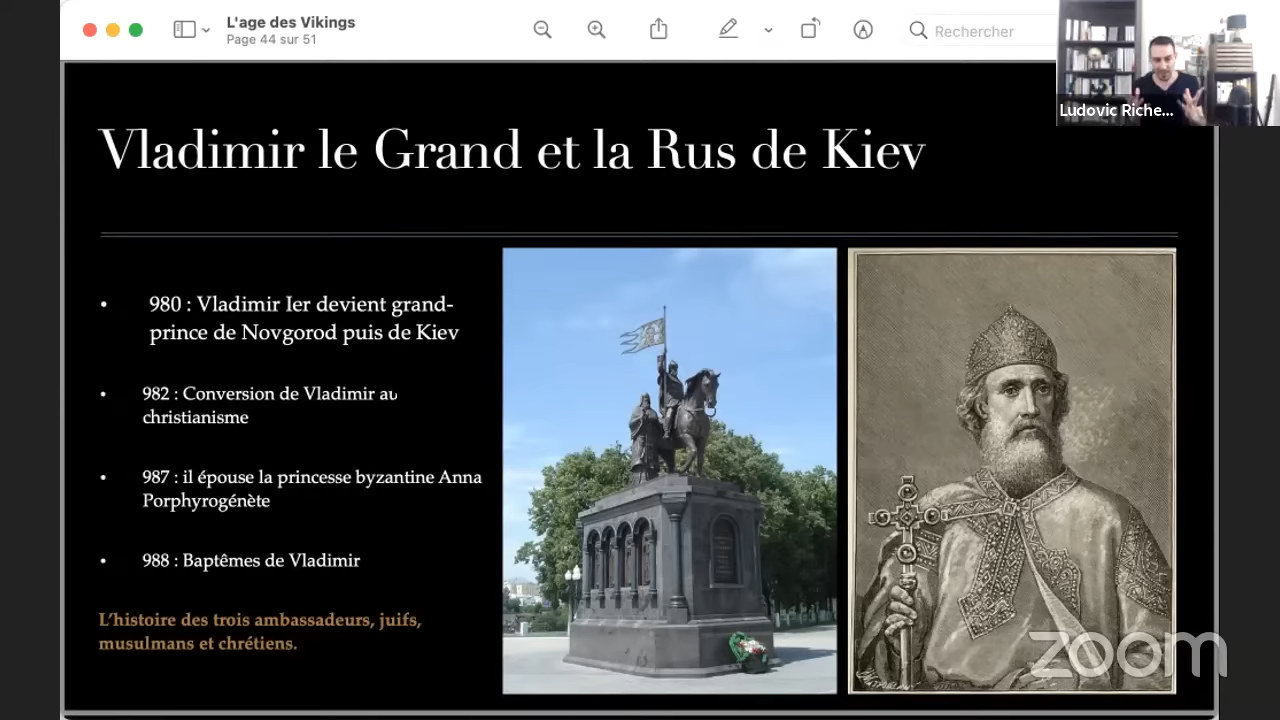 L'age des Vikings
Page 44 sur 51
Rechercher
Ludovic Riche...
Vladimir le Grand et la Rus de Kiev
• 980 : Vladimir Ier devient grand-
prince de Novgorod puis de Kiev
• 982 : Conversion de Vladimir au
christianisme
• 987 : il épouse la princesse byzantine Anna
Porphyrogénète
• 988 : Baptêmes de Vladimir
L'histoire des trois ambassadeurs, juifs,
musulmans et chrétiens.
zoom